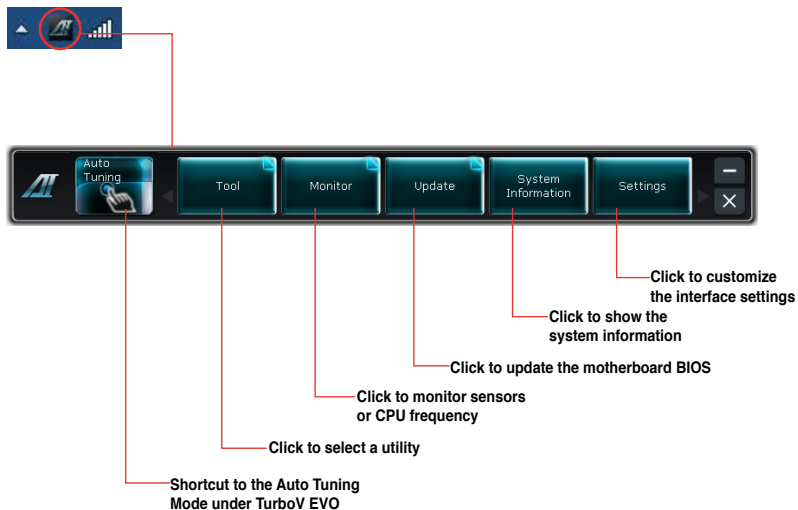 Auto
Tuning
Tool
Monitor
Update
System
Information
Settings
Click to customize
the interface settings
Click to show the
system information
Click to update the motherboard BIOS
Click to monitor sensors
or CPU frequency
Click to select a utility
Shortcut to the Auto Tuning
Mode under TurboV EVO